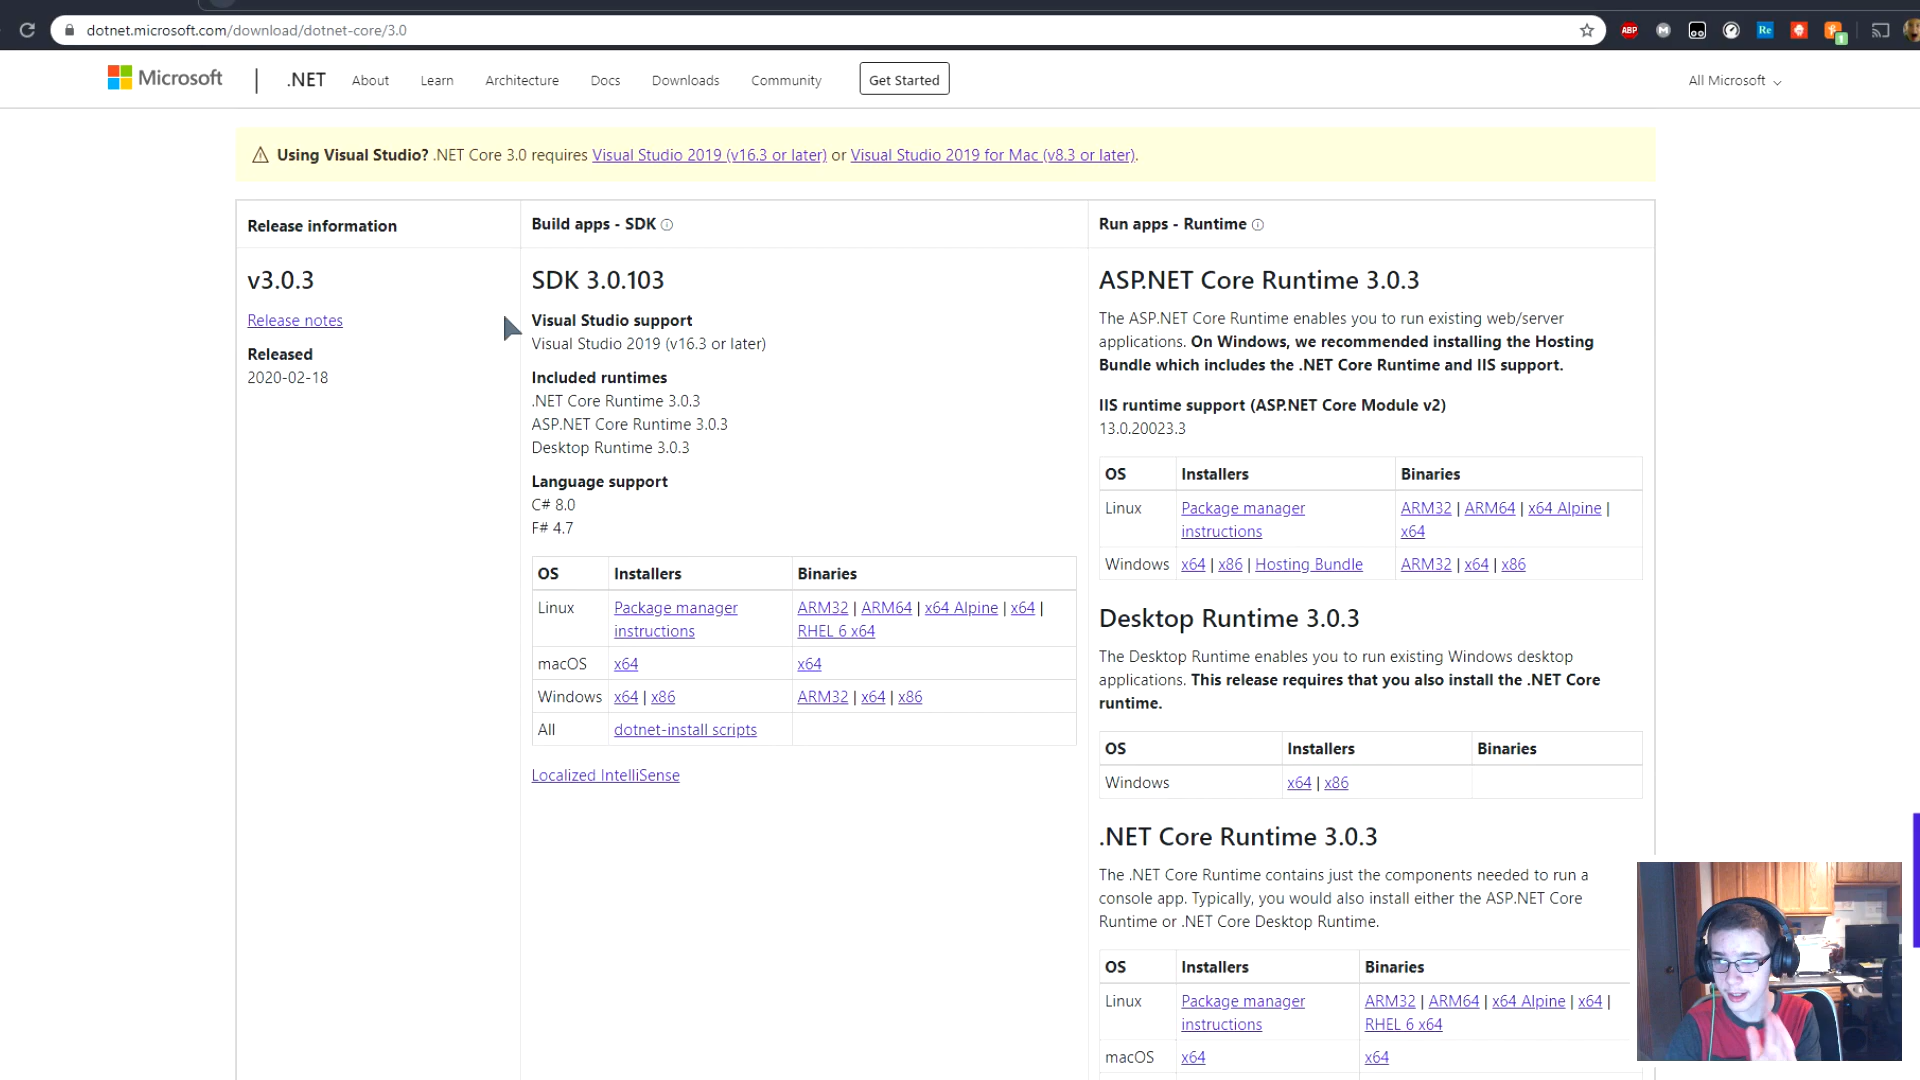 dotnet.microsoft.com/download/dotnet-core/3.0
ABP
M
Re
1
Microsoft
.NET
About
Learn
Architecture
Docs
Downloads
Community
Get Started
All Microsoft
Using Visual Studio? .NET Core 3.0 requires Visual Studio 2019 (v16.3 or later) or Visual Studio 2019 for Mac (v8.3 or later).
Release information
v3.0.3
Release notes
Released
2020-02-18
Build apps - SDK
SDK 3.0.103
Visual Studio support
Visual Studio 2019 (v16.3 or later)
Included runtimes
.NET Core Runtime 3.0.3
ASP.NET Core Runtime 3.0.3
Desktop Runtime 3.0.3
Language support
C# 8.0
F# 4.7
OS Installers Binaries
Linux Package manager ARM32 | ARM64 | x64 Alpine | x64 |
instructions RHEL 6 x64
macOS x64 x64
Windows x64 | x86 ARM32 | x64 | x86
All dotnet-install scripts
Localized IntelliSense
Run apps - Runtime
ASP.NET Core Runtime 3.0.3
The ASP.NET Core Runtime enables you to run existing web/server
applications. On Windows, we recommended installing the Hosting
Bundle which includes the .NET Core Runtime and IIS support.
IIS runtime support (ASP.NET Core Module v2)
13.0.20023.3
OS Installers Binaries
Linux Package manager ARM32 | ARM64 | x64 Alpine |
instructions x64
Windows x64 | x86 | Hosting Bundle ARM32 | x64 | x86
Desktop Runtime 3.0.3
The Desktop Runtime enables you to run existing Windows desktop
applications. This release requires that you also install the .NET Core
runtime.
OS Installers Binaries
Windows x64 | x86
.NET Core Runtime 3.0.3
The .NET Core Runtime contains just the components needed to run a
console app. Typically, you would also install either the ASP.NET Core
Runtime or .NET Core Desktop Runtime.
OS Installers Binaries
Linux Package manager ARM32 | ARM64 | x64 Alpine | x64 |
instructions RHEL 6 x64
macOS x64 x64